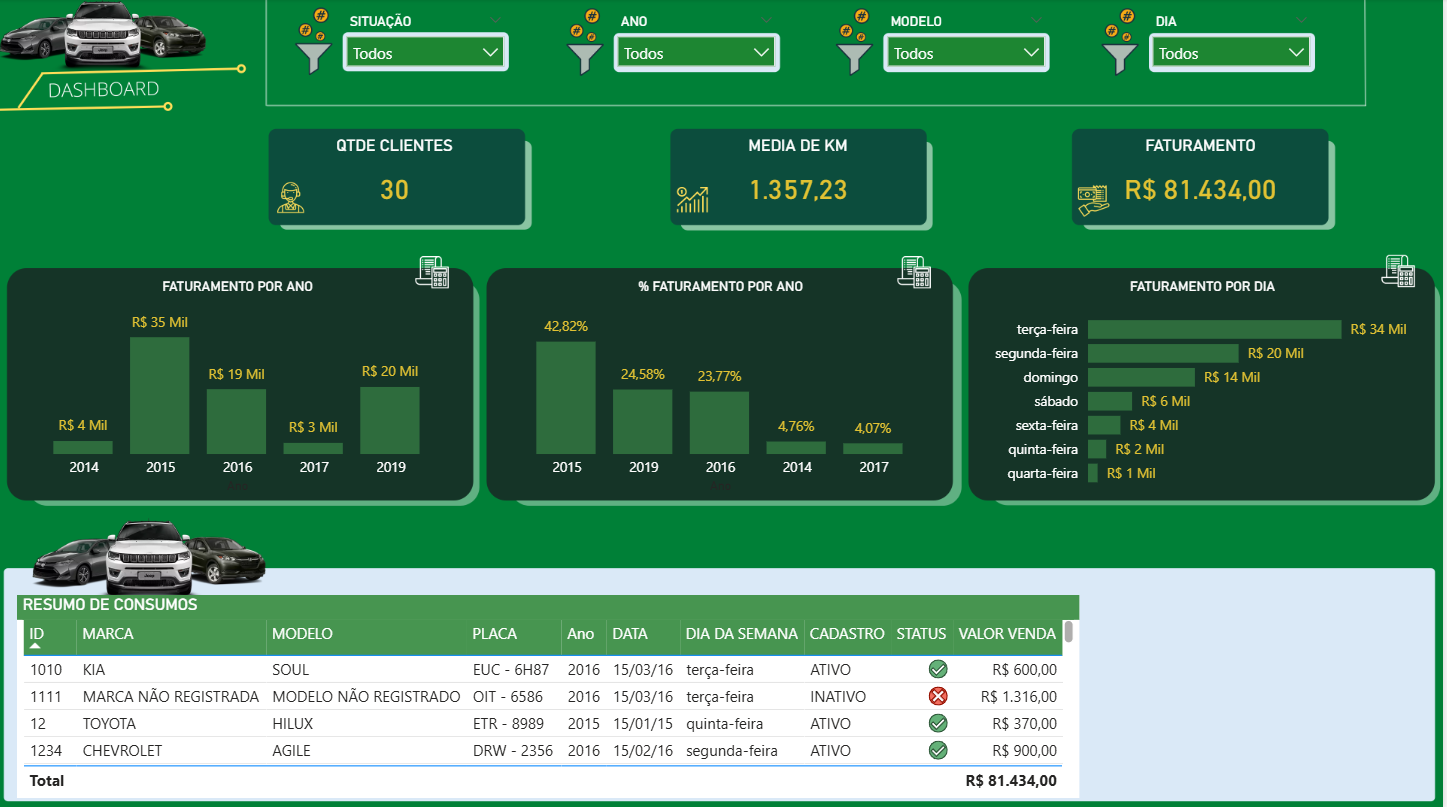 SITUAÇÃO
Todos
ANO
Todos
MODELO
Todos
DIA
Todos
DASHBOARD
QTDE CLIENTES
30
MEDIA DE KM
1.357,23
FATURAMENTO
R$ 81.434,00
FATURAMENTO POR ANO
R$ 4 Mil
R$ 35 Mil
R$ 19 Mil
R$ 3 Mil
R$ 20 Mil
2014 2015 2016 2017 2019
% FATURAMENTO POR ANO
42,82%
24,58%
23,77%
4,76%
4,07%
2015 2019 2016 2014 2017
FATURAMENTO POR DIA
terça-feira R$ 34 Mil
segunda-feira R$ 20 Mil
domingo R$ 14 Mil
sábado R$ 6 Mil
sexta-feira R$ 4 Mil
quinta-feira R$ 2 Mil
quarta-feira R$ 1 Mil
RESUMO DE CONSUMOS
ID MARCA MODELO PLACA Ano DATA DIA DA SEMANA CADASTRO STATUS VALOR VENDA
1010 KIA SOUL EUC - 6H87 2016 15/03/16 terça-feira ATIVO R$ 600,00
1111 MARCA NÃO REGISTRADA MODELO NÃO REGISTRADO OIT - 6586 2016 15/03/16 terça-feira INATIVO R$ 1.316,00
12 TOYOTA HILUX ETR - 8989 2015 15/01/15 quinta-feira ATIVO R$ 370,00
1234 CHEVROLET AGILE DRW - 2356 2016 15/02/16 segunda-feira ATIVO R$ 900,00
Total R$ 81.434,00